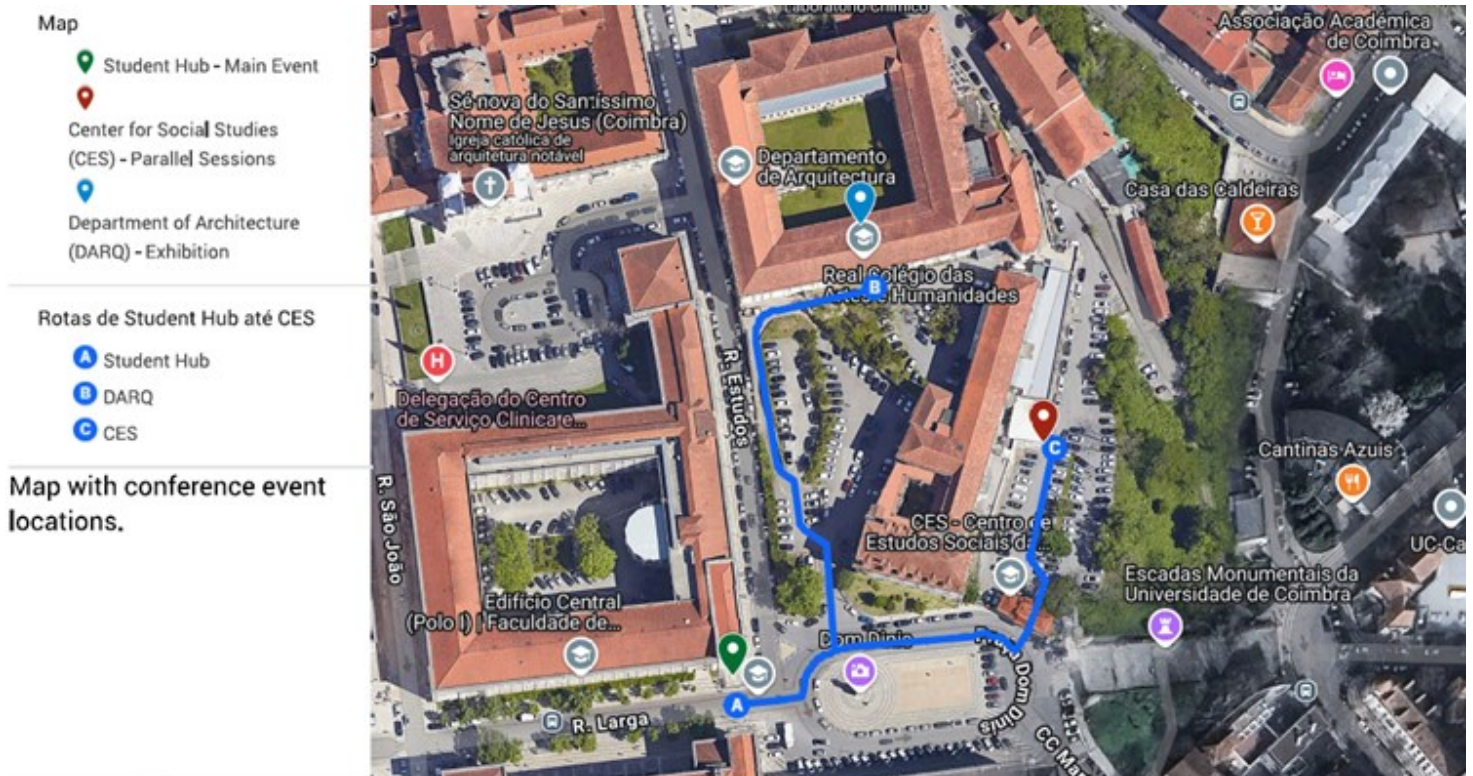 Map
Student Hub - Main Event
Center for Social Studies
(CES) - Parallel Sessions
Department of Architecture
(DARQ) - Exhibition
Rotas de Student Hub até CES
A Student Hub
B DARQ
C CES
Map with conference event
locations.
Laboratório Chimico
Associação Académica
de Coimbra
Sé nova do Santíssimo
Nome de Jesus (Coimbra)
Igreja católica de
arquitetura notável
Departamento
de Arquitectura
Casa das Caldeiras
Real Colégio das
Artes e Humanidades
B
R. Estudos
H
Delegação do Centro
de Serviço Clinica e...
C
Cantinas Azuis
R. São João
CES - Centro de
Estudos Sociais da...
UC-Ca
Escadas Monumentais da
Universidade de Coimbra
Edifício Central
(Polo I) | Faculdade de...
Dom Dinis
Praça Dom Dinis
A
R. Larga
CC Mar